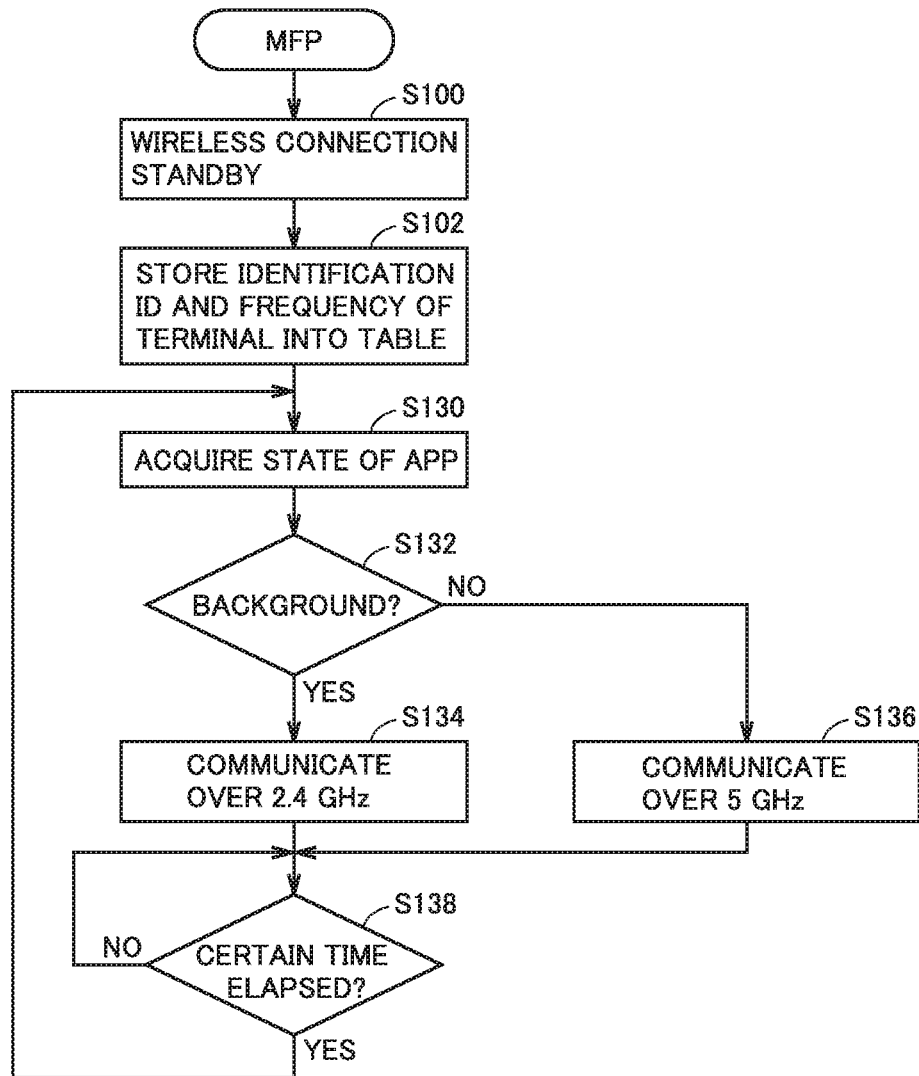 MFP
S100
WIRELESS CONNECTION
STANDBY
S102
STORE IDENTIFICATION
ID AND FREQUENCY OF
TERMINAL INTO TABLE
S130
ACQUIRE STATE OF APP
S132
BACKGROUND?
NO
YES
S134
COMMUNICATE
OVER 2.4 GHz
S136
COMMUNICATE
OVER 5 GHz
S138
CERTAIN TIME
ELAPSED?
NO
YES